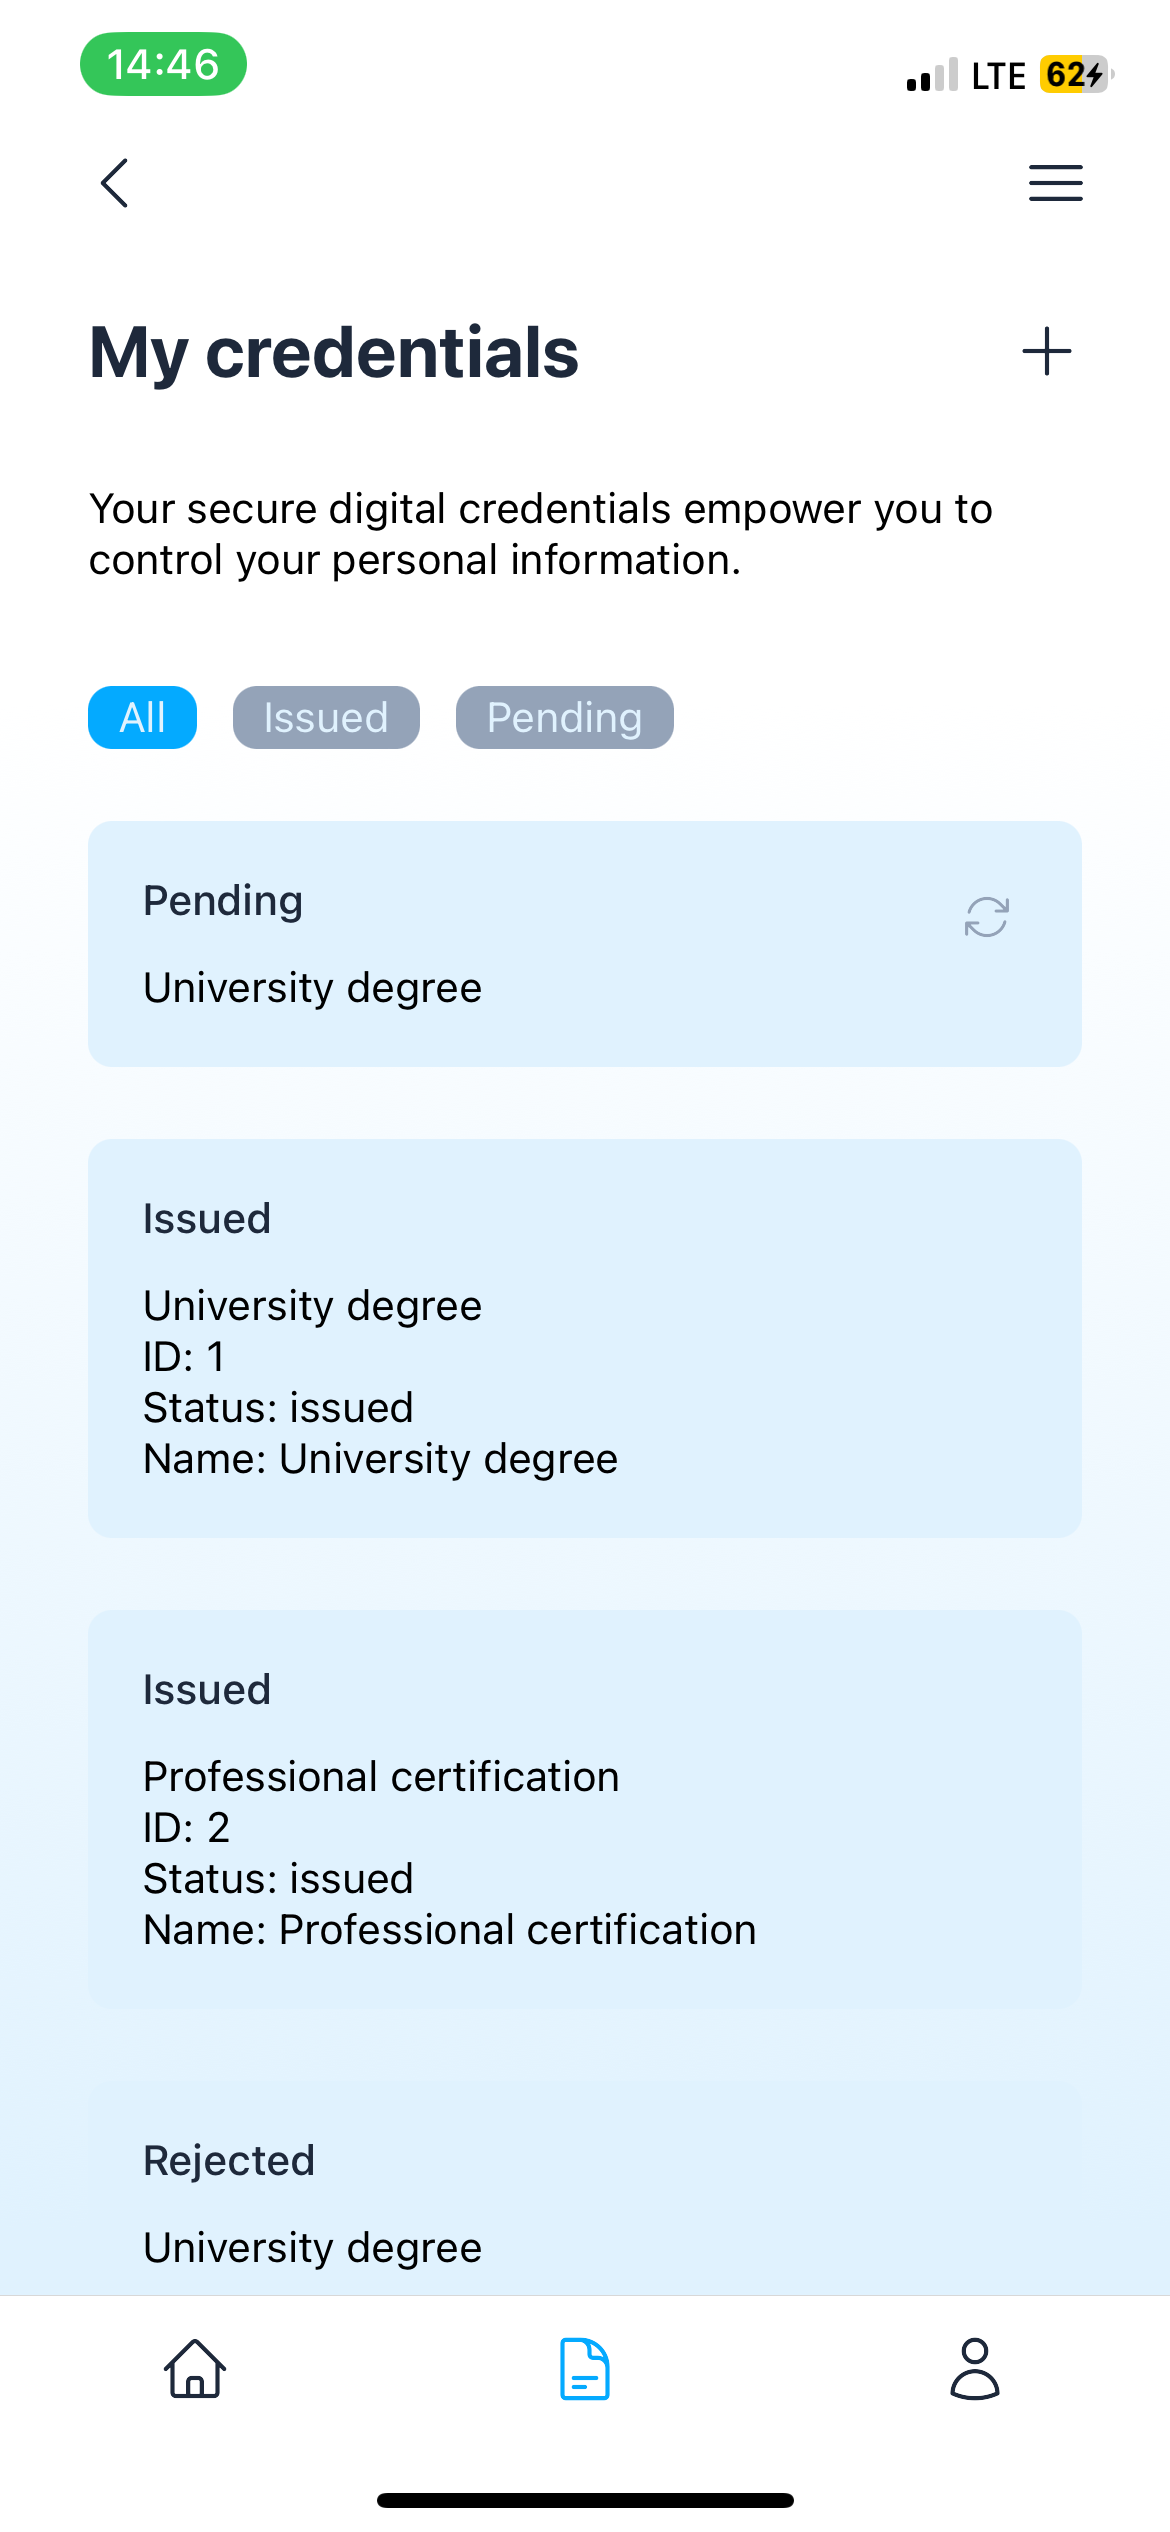 14:46
LTE 62
My credentials
Your secure digital credentials empower you to
control your personal information.
All Issued Pending
Pending
University degree
Issued
University degree
ID: 1
Status: issued
Name: University degree
Issued
Professional certification
ID: 2
Status: issued
Name: Professional certification
Rejected
University degree